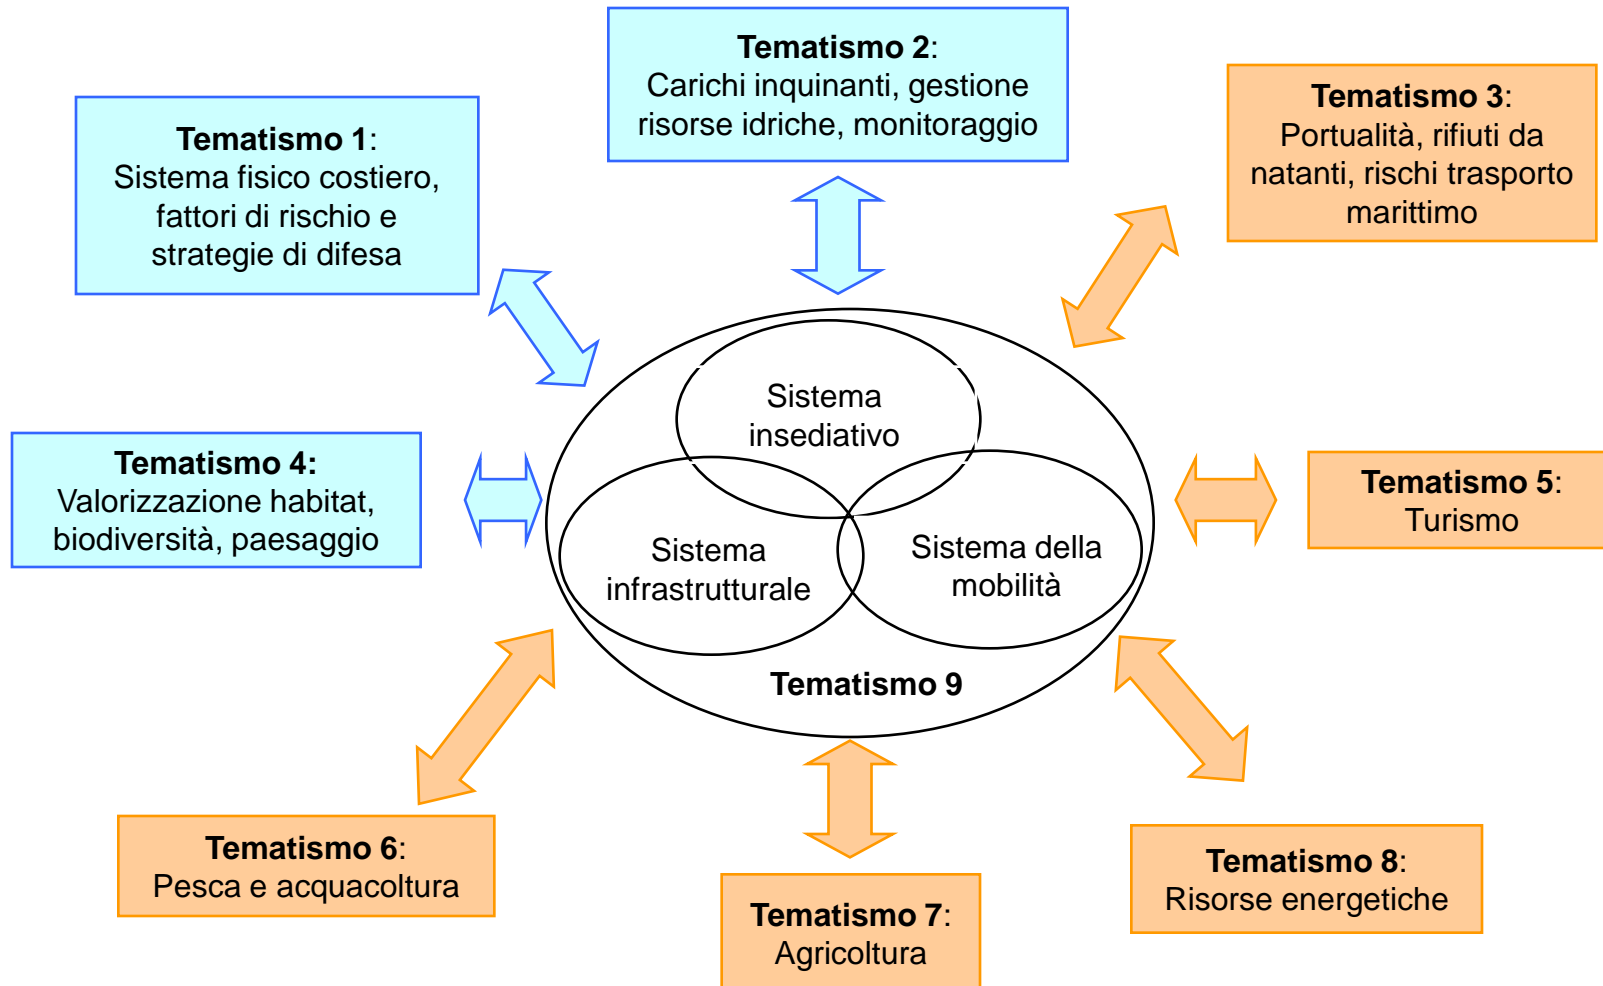 Tematismo 2:
Carichi inquinanti, gestione
risorse idriche, monitoraggio
Tematismo 1:
Sistema fisico costiero,
fattori di rischio e
strategie di difesa
Tematismo 3:
Portualità, rifiuti da
natanti, rischi trasporto
marittimo
Sistema
insediativo
Tematismo 4:
Valorizzazione habitat,
biodiversità, paesaggio
Tematismo 5:
Turismo
Sistema
infrastrutturale
Sistema della
mobilità
Tematismo 9
Tematismo 6:
Pesca e acquacoltura
Tematismo 7:
Agricoltura
Tematismo 8:
Risorse energetiche